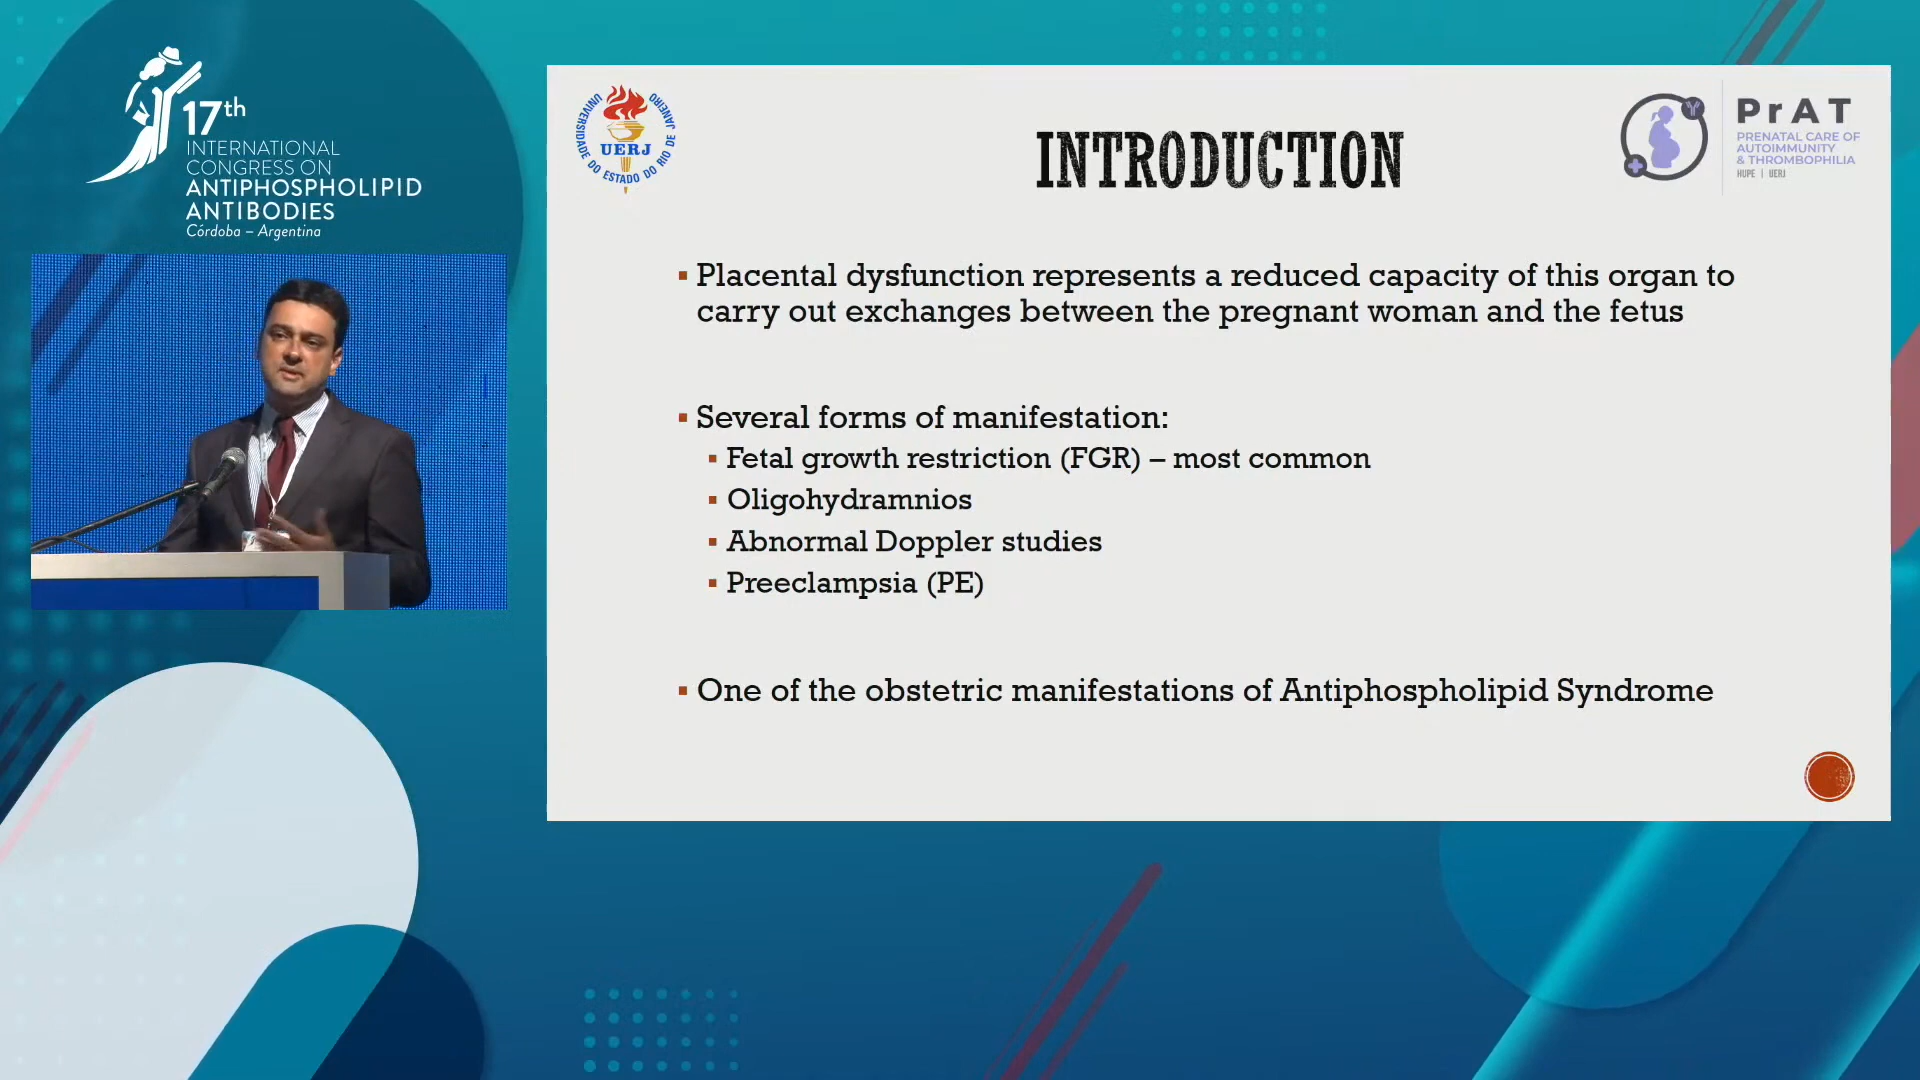 17th
INTERNATIONAL
CONGRESS ON
ANTIPHOSPHOLIPID
ANTIBODIES
Córdoba – Argentina
UNIVERSIDADE DO ESTADO DO RIO DE JANEIRO
UERJ
INTRODUCTION
PrAT
PRENATAL CARE OF
AUTOIMMUNITY
& THROMBOPHILIA
HUPE | UERJ
▪ Placental dysfunction represents a reduced capacity of this organ to
carry out exchanges between the pregnant woman and the fetus
▪ Several forms of manifestation:
▪ Fetal growth restriction (FGR) – most common
▪ Oligohydramnios
▪ Abnormal Doppler studies
▪ Preeclampsia (PE)
▪ One of the obstetric manifestations of Antiphospholipid Syndrome